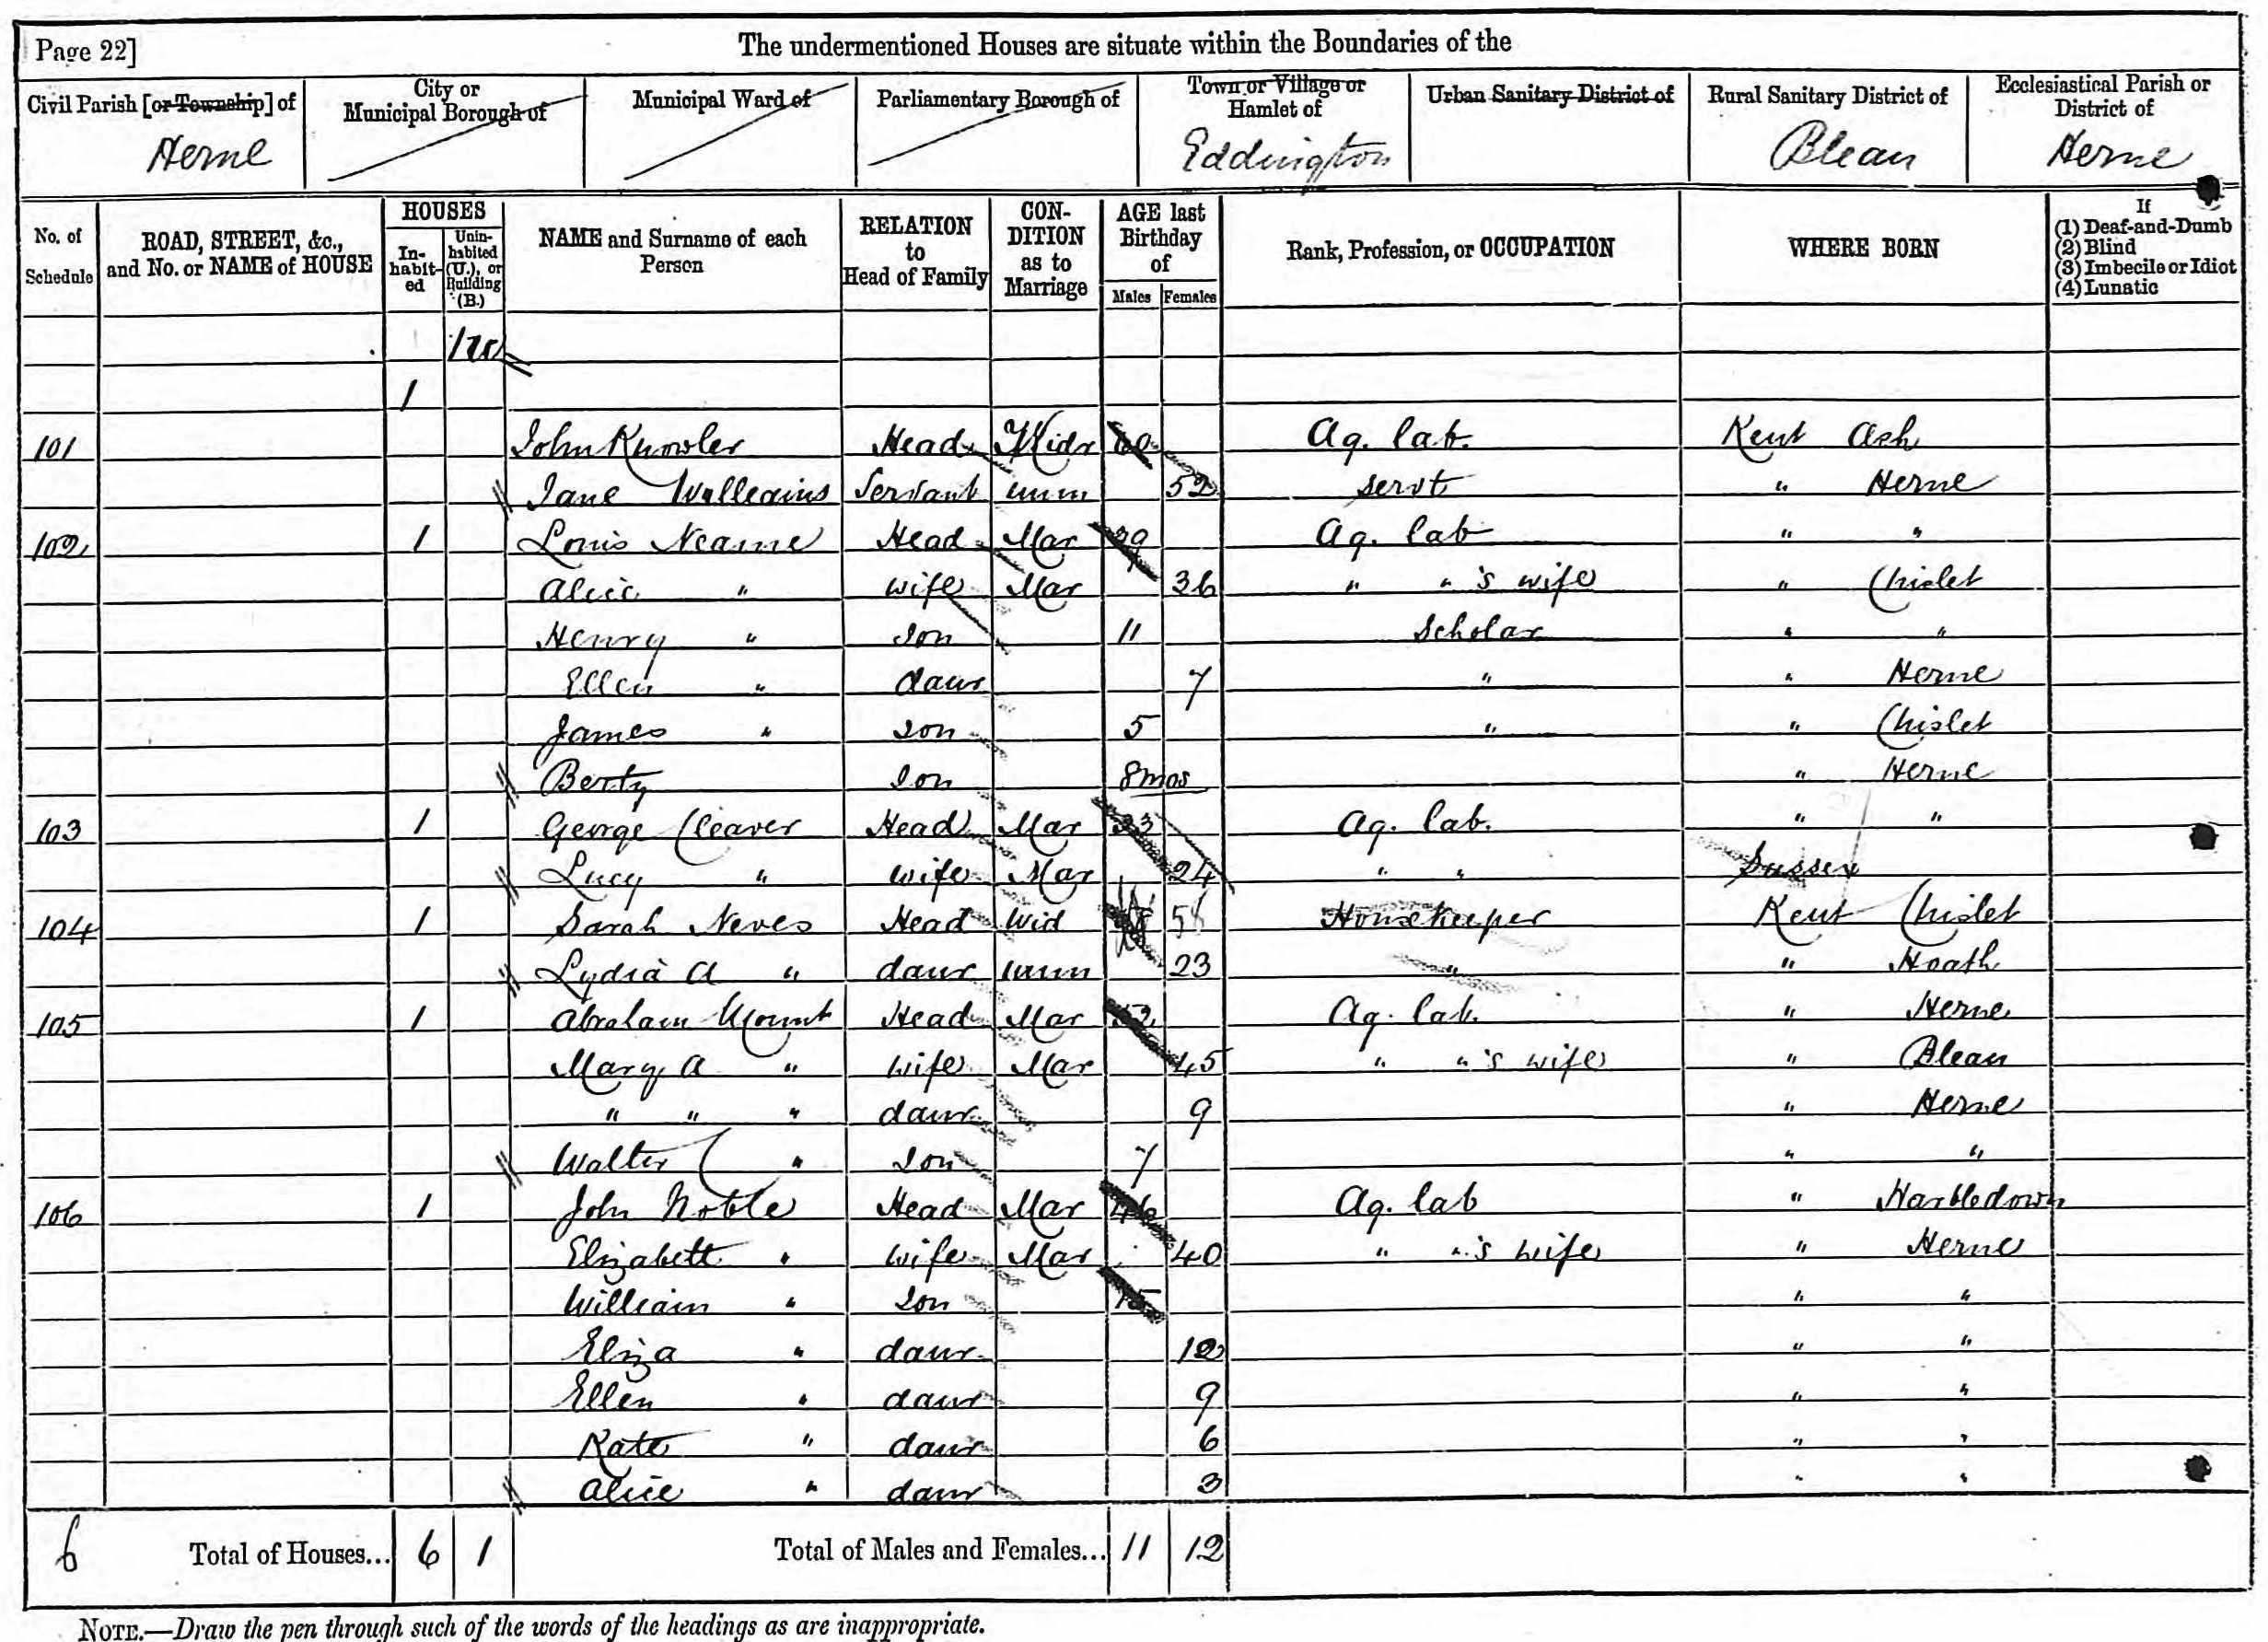 Page 22]
The undermentioned Houses are situate within the Boundaries of the
Civil Parish [or Township] of
City or Municipal Borough of
Municipal Ward of
Parliamentary Borough of
Town or Village or Hamlet of
Urban Sanitary District of
Rural Sanitary District of
Ecclesiastical Parish or District of
Herne Eddington Blean Herne
No. of Schedule
ROAD, STREET, &c., and No. or NAME of HOUSE
HOUSES
In-habit-ed
Unin-habited (U.), or Building (B.)
NAME and Surname of each Person
RELATION to Head of Family
CON-DITION as to Marriage
AGE last Birthday of
Males Females
Rank, Profession, or OCCUPATION
WHERE BORN
If
(1) Deaf-and-Dumb
(2) Blind
(3) Imbecile or Idiot
(4) Lunatic
1
101 John Knowler Head Widr 60 Ag. lab. Kent Ash
Jane Williams Servant unm 52 servt " Herne
102 1 Louis Neame Head Mar 39 Ag. lab " "
Alice " wife Mar 36 " " 's wife " Chislet
Henry " son 11 Scholar " "
Ellen " daur 7 " " Herne
James " son 5 " " Chislet
Berty son 8 mos " Herne
103 1 George Cleaver Head Mar 23 Ag. lab. " "
Lucy " wife Mar 24 " " Sussex
104 1 Sarah Neves Head Wid 58 Housekeeper Kent Chislet
Lydia A " daur unm 23 " " Hoath
105 1 Abraham Mount Head Mar 52 Ag. lab. " Herne
Mary A " wife Mar 45 " " 's wife " Blean
" " " daur 9 " Herne
Walter C " son 7 " "
106 1 John Noble Head Mar 46 Ag. lab " Harbledown
Elizabeth " wife Mar 40 " " 's wife " Herne
William " son 15 " "
Eliza " daur 12 " "
Ellen " daur 9 " "
Kate " daur 6 " "
Alice " daur 3 " "
6 Total of Houses... 6 1 Total of Males and Females... 11 12
NOTE.—Draw the pen through such of the words of the headings as are inappropriate.